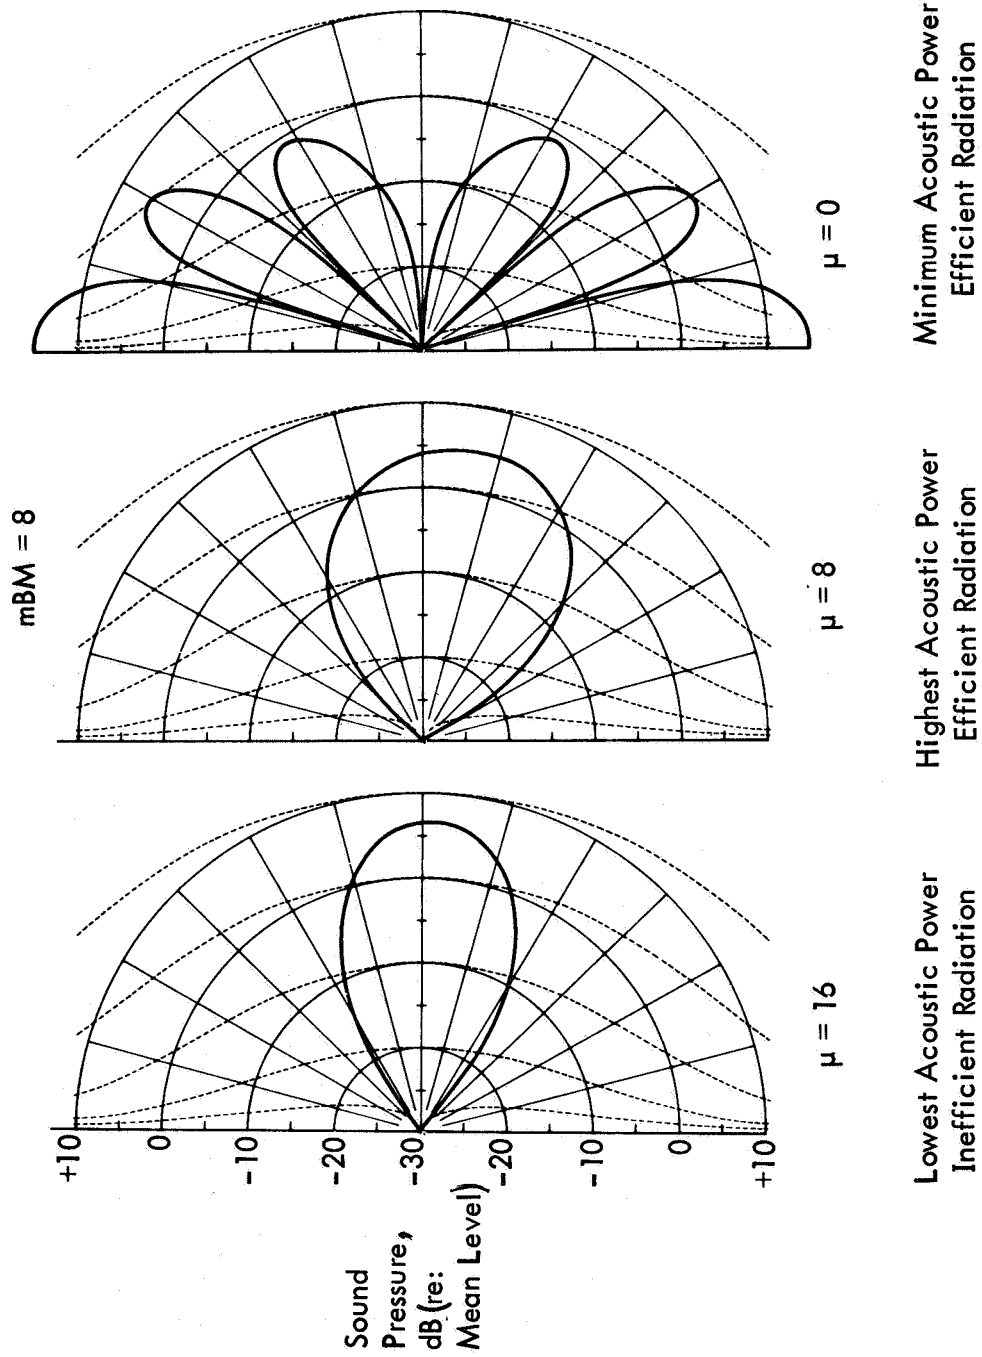 mBM = 8
Sound
Pressure,
dB (re:
Mean Level)
+10
0
-10
-20
-30
-20
-10
0
+10
μ = 16
μ = 8
μ = 0
Lowest Acoustic Power
Inefficient Radiation
Highest Acoustic Power
Efficient Radiation
Minimum Acoustic Power
Efficient Radiation